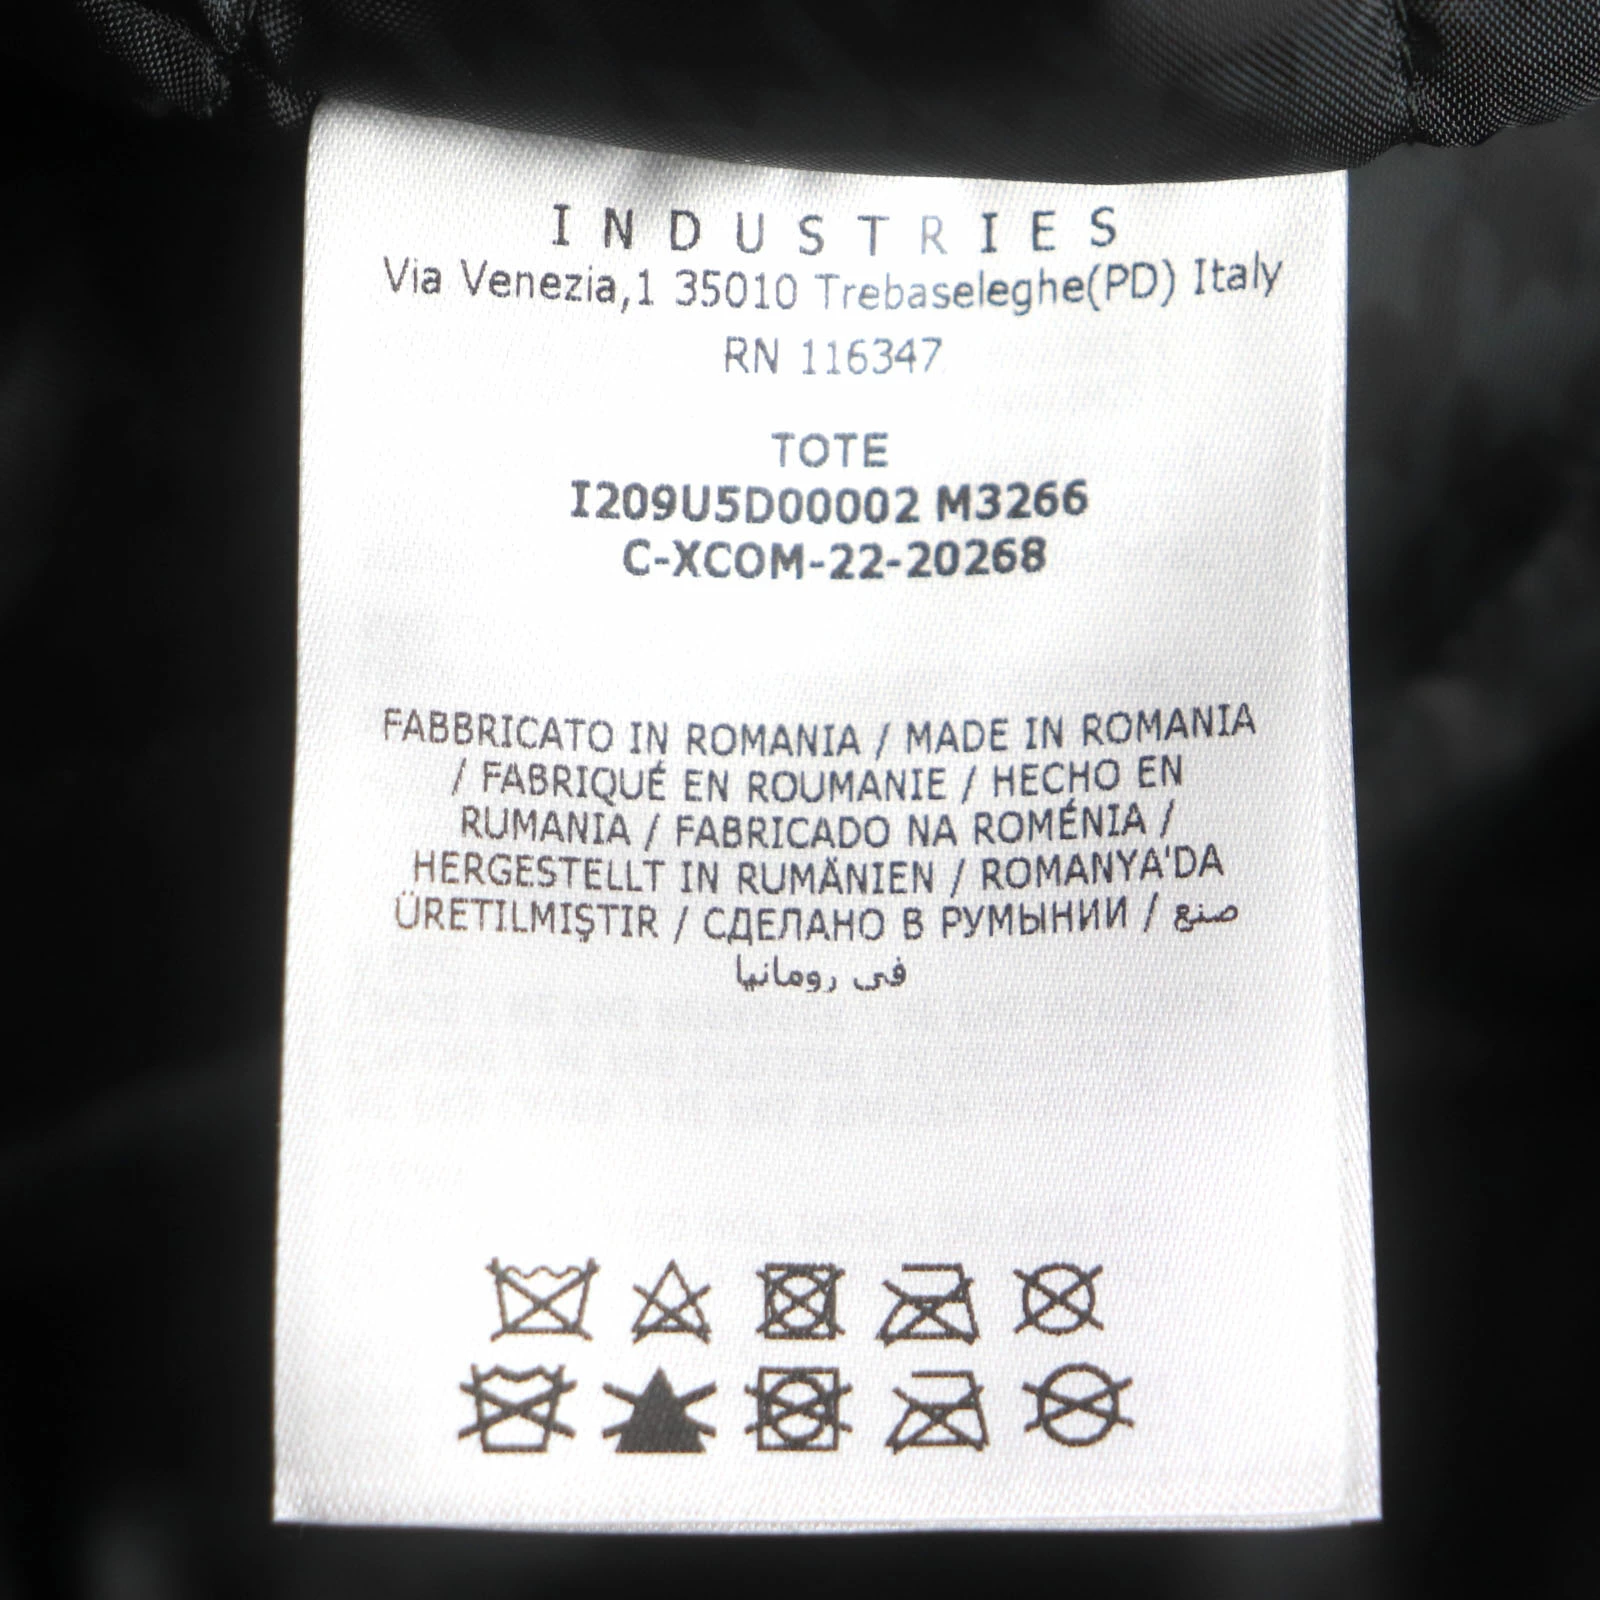 INDUSTRIES
Via Venezia,1 35010 Trebaseleghe(PD) Italy
RN 116347
TOTE
I209U5D00002 M3266
C-XCOM-22-20268
FABBRICATO IN ROMANIA / MADE IN ROMANIA
/ FABRIQUÉ EN ROUMANIE / HECHO EN
RUMANIA / FABRICADO NA ROMÉNIA /
HERGESTELLT IN RUMÄNIEN / ROMANYA'DA
ÜRETILMIŞTIR / СДЕЛАНО В РУМЫНИИ / صنع
في رومانيا